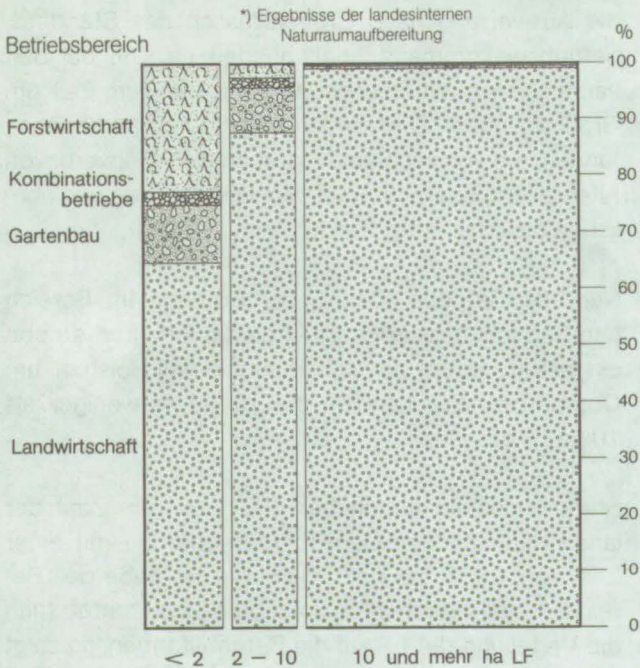 *) Ergebnisse der landesinternen
Naturraumaufbereitung
Betriebsbereich
%
100
90
80
70
60
50
40
30
20
10
0
Forstwirtschaft
Kombinations-
betriebe
Gartenbau
Landwirtschaft
< 2
2 – 10
10 und mehr ha LF